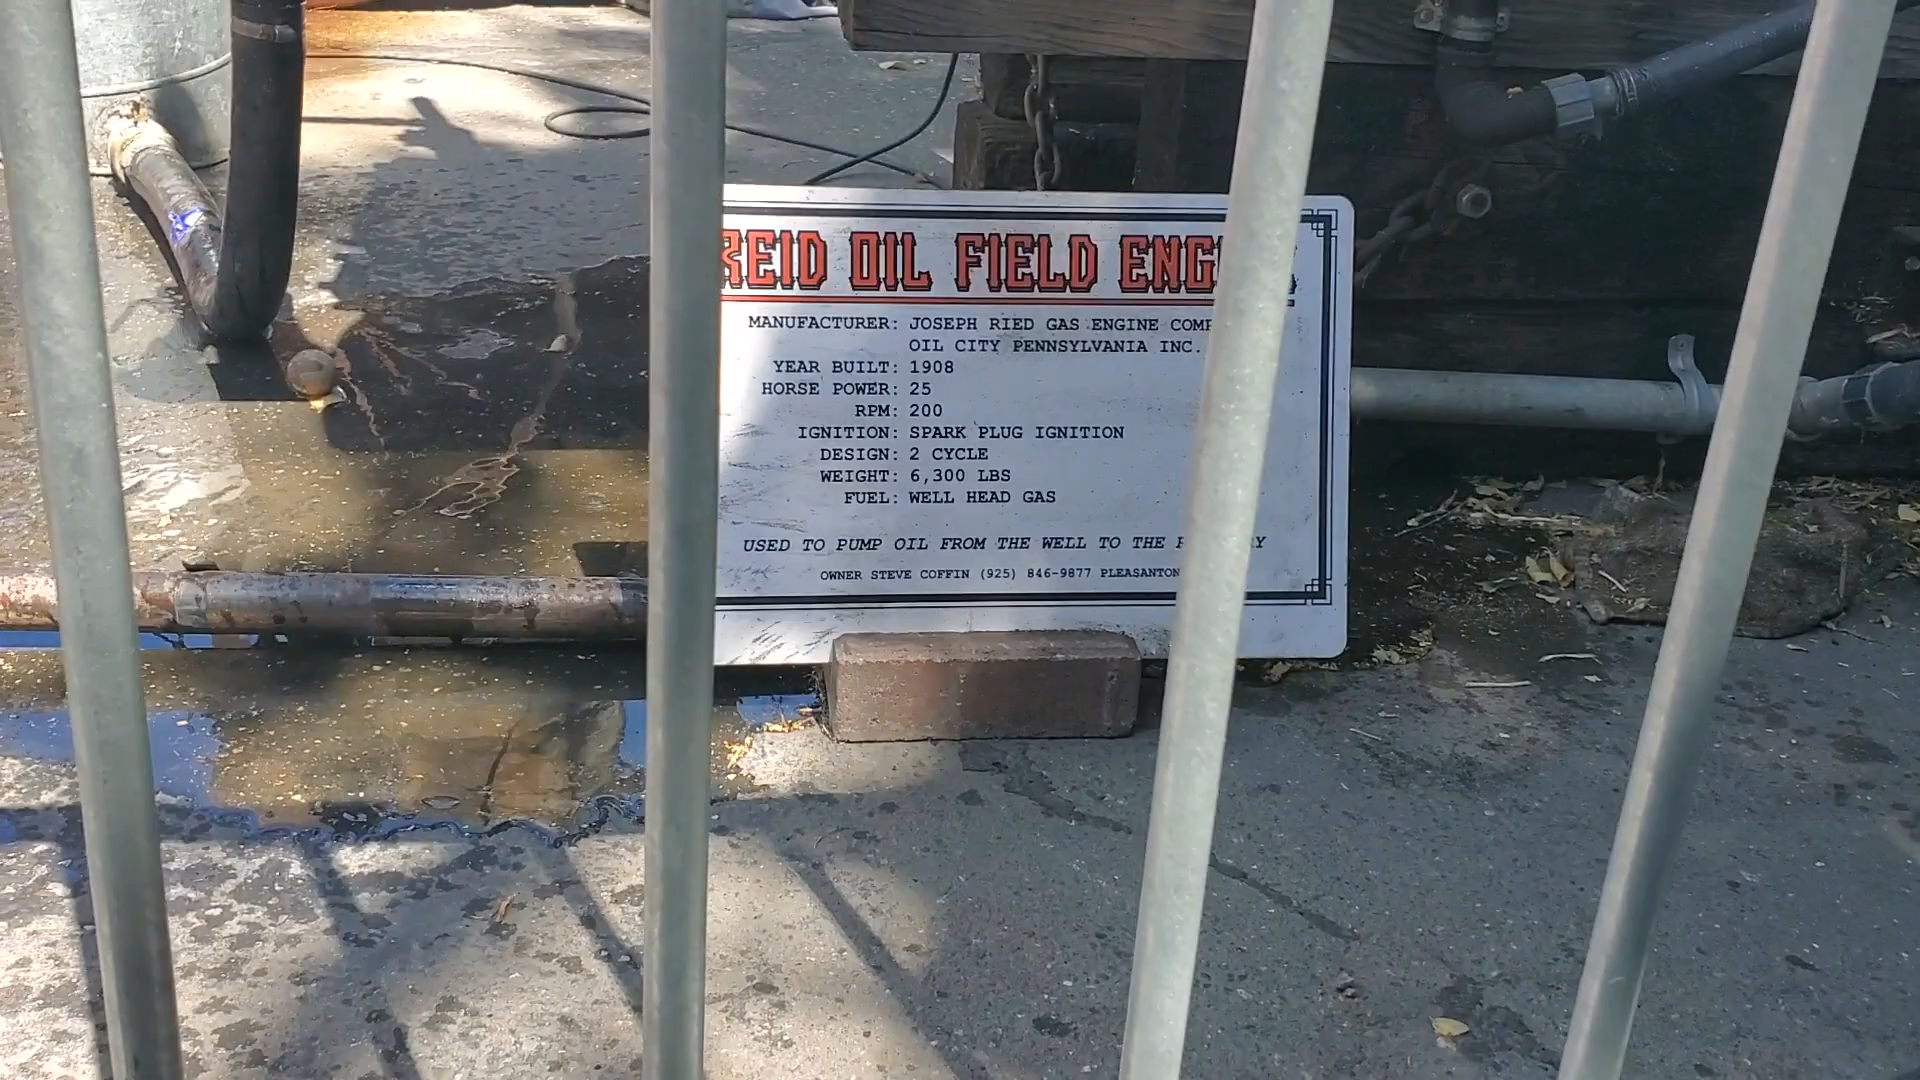 REID OIL FIELD
MANUFACTURER: JOSEPH RIED GAS ENGINE
OIL CITY PENNSYLVANIA INC.
YEAR BUILT: 1908
HORSE POWER: 25
RPM: 200
IGNITION: SPARK PLUG IGNITION
DESIGN: 2 CYCLE
WEIGHT: 6,300 LBS
FUEL: WELL HEAD GAS
USED TO PUMP OIL FROM THE WELL TO THE
OWNER STEVE COFFIN (925) 846-9877 PLEASANTON